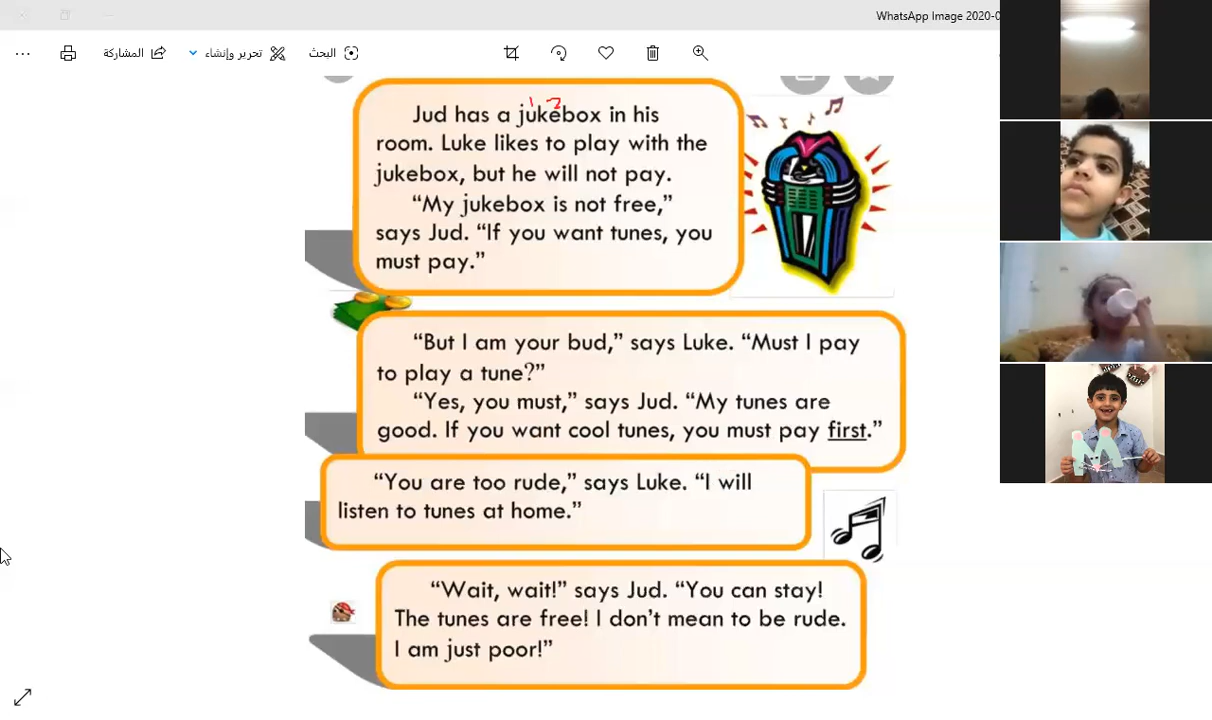 WhatsApp Image 2020-0
··· المشاركة تحرير وإنشاء البحث
1 2
Jud has a jukebox in his
room. Luke likes to play with the
jukebox, but he will not pay.
“My jukebox is not free,”
says Jud. “If you want tunes, you
must pay.”
“But I am your bud,” says Luke. “Must I pay
to play a tune?”
“Yes, you must,” says Jud. “My tunes are
good. If you want cool tunes, you must pay first.”
“You are too rude,” says Luke. “I will
listen to tunes at home.”
“Wait, wait!” says Jud. “You can stay!
The tunes are free! I don’t mean to be rude.
I am just poor!”
M